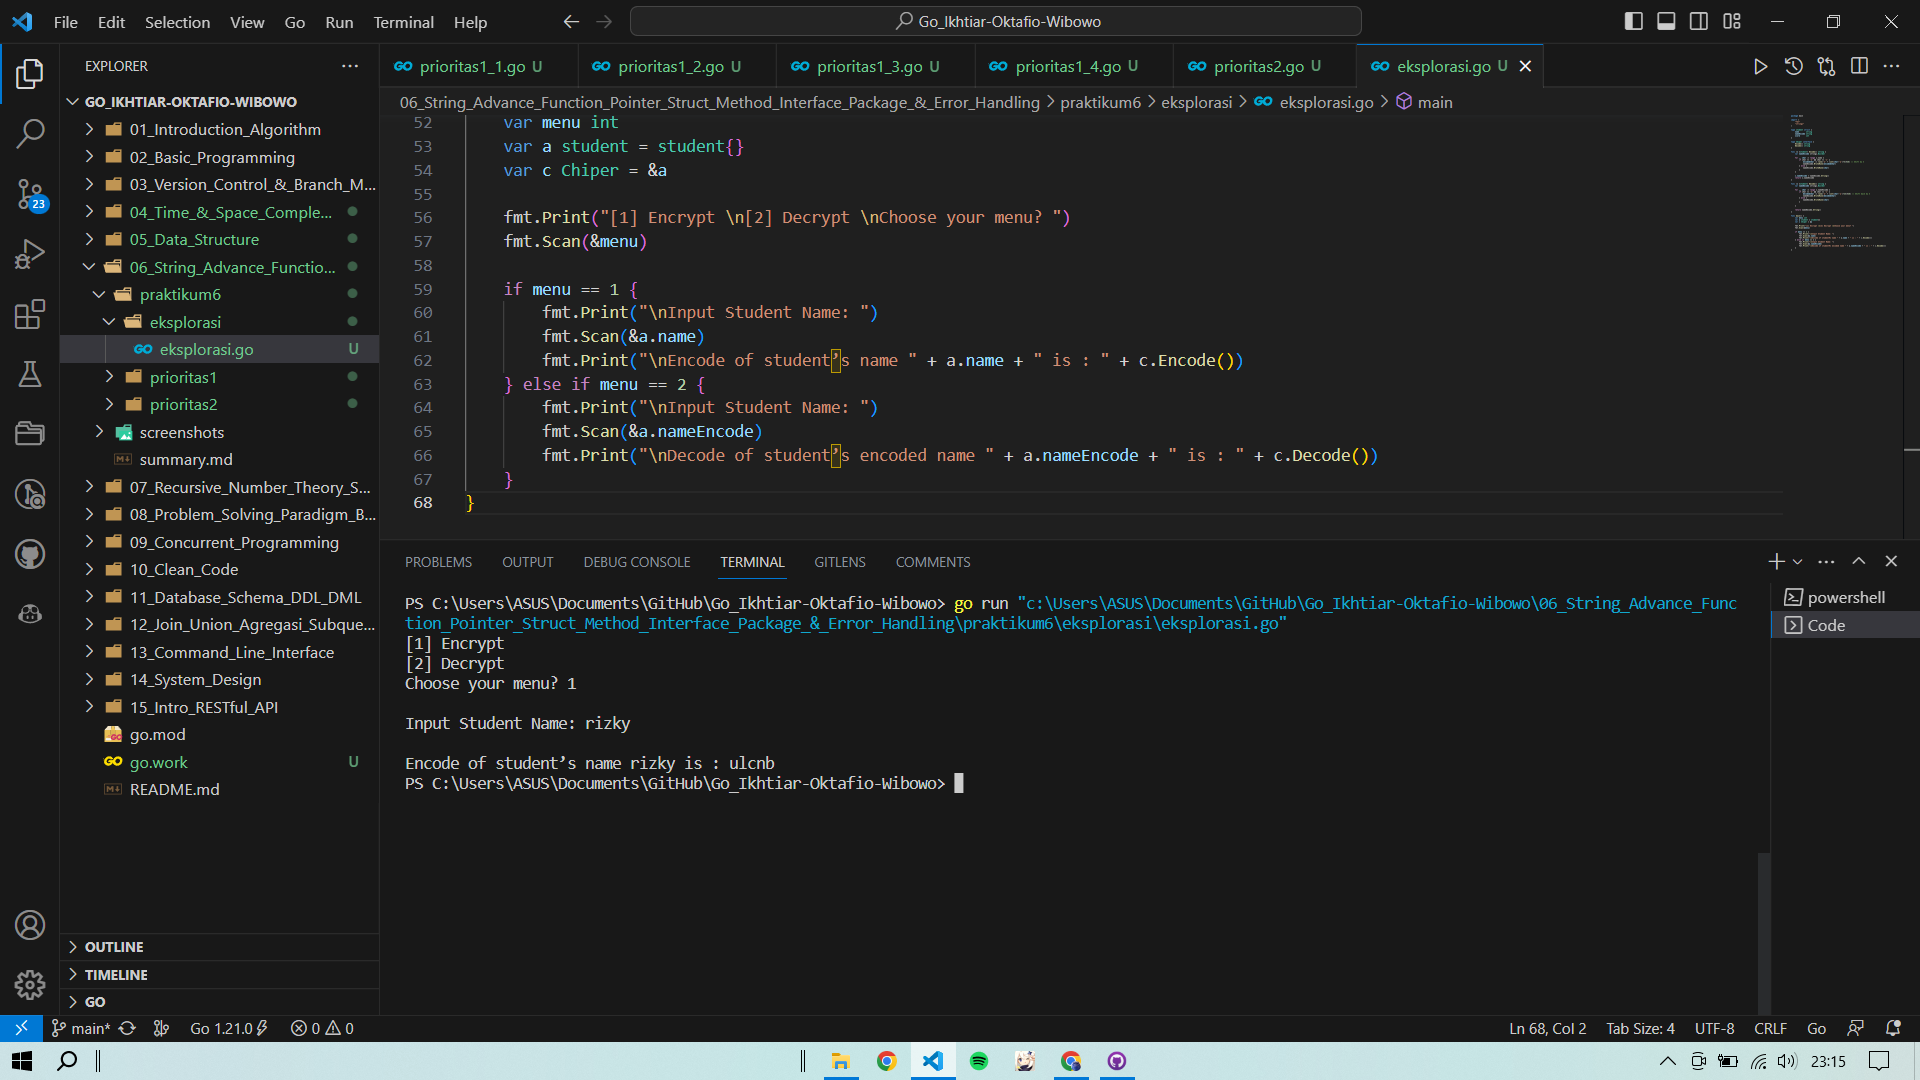 File Edit Selection View Go Run Terminal Help
Go_Ikhtiar-Oktafio-Wibowo
EXPLORER
GO_IKHTIAR-OKTAFIO-WIBOWO
01_Introduction_Algorithm
02_Basic_Programming
03_Version_Control_&_Branch_M...
04_Time_&_Space_Comple...
05_Data_Structure
06_String_Advance_Functio...
praktikum6
eksplorasi
eksplorasi.go U
prioritas1
prioritas2
screenshots
summary.md
07_Recursive_Number_Theory_S...
08_Problem_Solving_Paradigm_B...
09_Concurrent_Programming
10_Clean_Code
11_Database_Schema_DDL_DML
12_Join_Union_Agregasi_Subque...
13_Command_Line_Interface
14_System_Design
15_Intro_RESTful_API
go.mod
go.work U
README.md
OUTLINE
TIMELINE
GO
23
prioritas1_1.go U prioritas1_2.go U prioritas1_3.go U prioritas1_4.go U prioritas2.go U eksplorasi.go U
06_String_Advance_Function_Pointer_Struct_Method_Interface_Package_&_Error_Handling > praktikum6 > eksplorasi > eksplorasi.go > main
52 var menu int
53 var a student = student{}
54 var c Chiper = &a
55
56 fmt.Print("[1] Encrypt \n[2] Decrypt \nChoose your menu? ")
57 fmt.Scan(&menu)
58
59 if menu == 1 {
60 fmt.Print("\nInput Student Name: ")
61 fmt.Scan(&a.name)
62 fmt.Print("\nEncode of student’s name " + a.name + " is : " + c.Encode())
63 } else if menu == 2 {
64 fmt.Print("\nInput Student Name: ")
65 fmt.Scan(&a.nameEncode)
66 fmt.Print("\nDecode of student’s encoded name " + a.nameEncode + " is : " + c.Decode())
67 }
68 }
PROBLEMS OUTPUT DEBUG CONSOLE TERMINAL GITLENS COMMENTS
PS C:\Users\ASUS\Documents\GitHub\Go_Ikhtiar-Oktafio-Wibowo> go run "c:\Users\ASUS\Documents\GitHub\Go_Ikhtiar-Oktafio-Wibowo\06_String_Advance_Func
tion_Pointer_Struct_Method_Interface_Package_&_Error_Handling\praktikum6\eksplorasi\eksplorasi.go"
[1] Encrypt
[2] Decrypt
Choose your menu? 1
Input Student Name: rizky
Encode of student’s name rizky is : ulcnb
PS C:\Users\ASUS\Documents\GitHub\Go_Ikhtiar-Oktafio-Wibowo>
powershell
Code
main* Go 1.21.0 0 0
Ln 68, Col 2 Tab Size: 4 UTF-8 CRLF Go
23:15